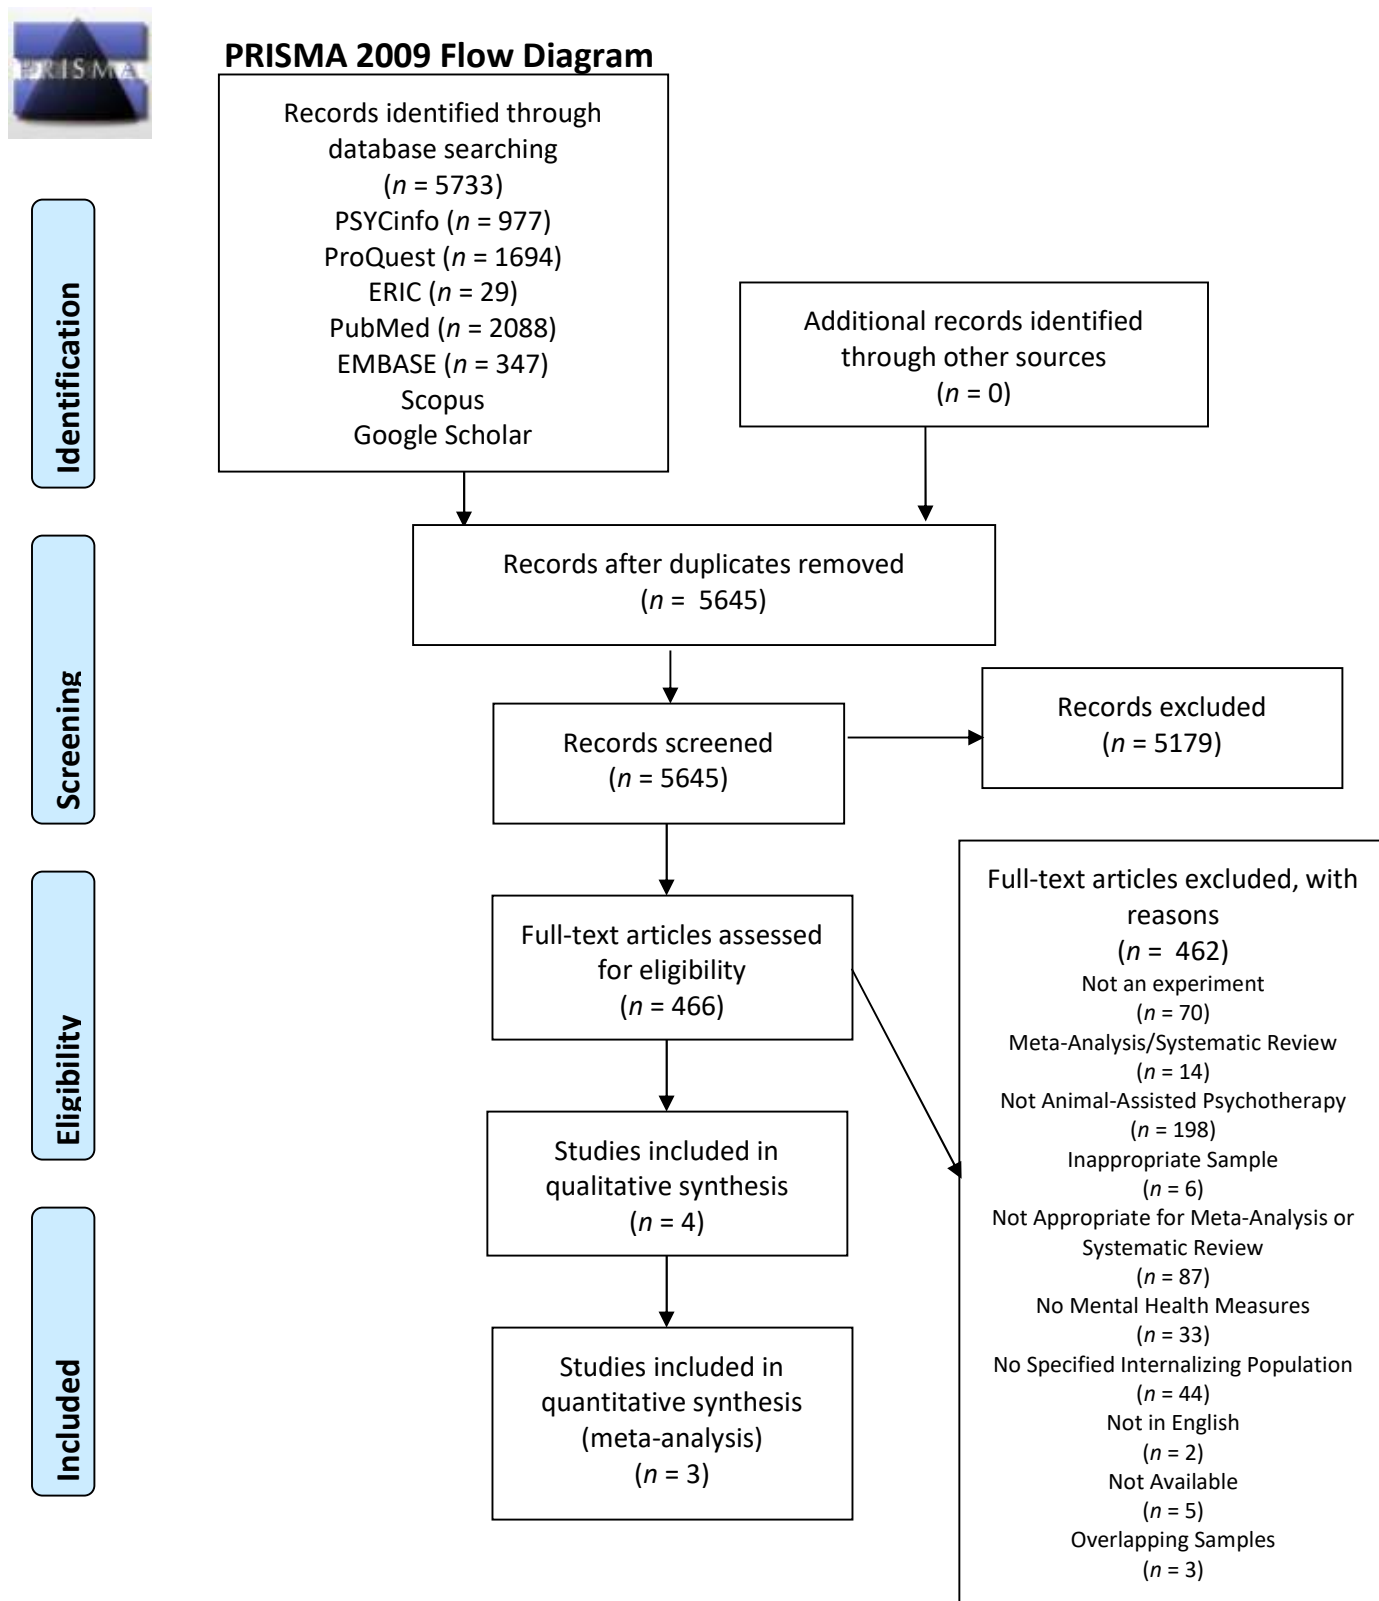 PRISMA
PRISMA 2009 Flow Diagram
Records identified through
database searching
(n = 5733)
PSYCinfo (n = 977)
ProQuest (n = 1694)
ERIC (n = 29)
PubMed (n = 2088)
EMBASE (n = 347)
Scopus
Google Scholar
Identification
Additional records identified
through other sources
(n = 0)
Records after duplicates removed
(n = 5645)
Screening
Records screened
(n = 5645)
Records excluded
(n = 5179)
Eligibility
Full-text articles assessed
for eligibility
(n = 466)
Full-text articles excluded, with
reasons
(n = 462)
Not an experiment
(n = 70)
Meta-Analysis/Systematic Review
(n = 14)
Not Animal-Assisted Psychotherapy
(n = 198)
Inappropriate Sample
(n = 6)
Not Appropriate for Meta-Analysis or
Systematic Review
(n = 87)
No Mental Health Measures
(n = 33)
No Specified Internalizing Population
(n = 44)
Not in English
(n = 2)
Not Available
(n = 5)
Overlapping Samples
(n = 3)
Studies included in
qualitative synthesis
(n = 4)
Included
Studies included in
quantitative synthesis
(meta-analysis)
(n = 3)